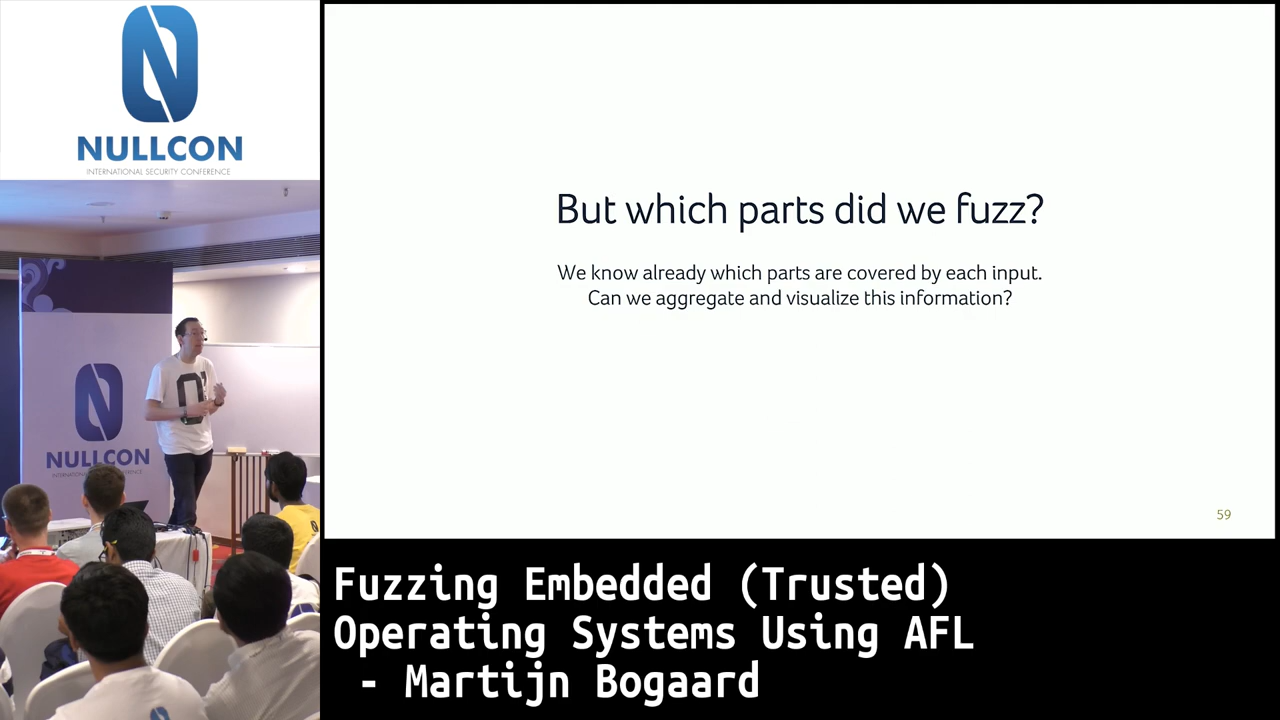 NULLCON
INTERNATIONAL SECURITY CONFERENCE
But which parts did we fuzz?
We know already which parts are covered by each input.
Can we aggregate and visualize this information?
59
NULLCON
Fuzzing Embedded (Trusted)
Operating Systems Using AFL
- Martijn Bogaard